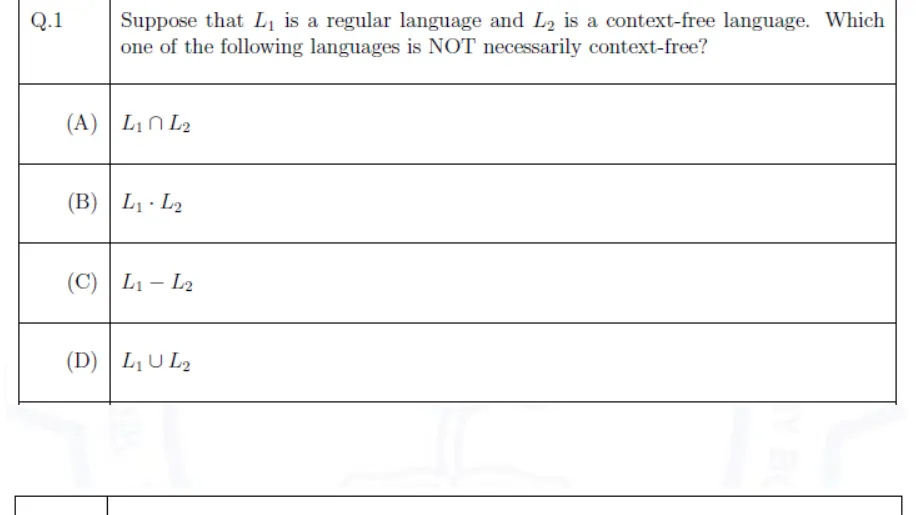 Q.1 Suppose that L₁ is a regular language and L₂ is a context-free language. Which
one of the following languages is NOT necessarily context-free?
(A) L₁ ∩ L₂
(B) L₁ · L₂
(C) L₁ − L₂
(D) L₁ ∪ L₂